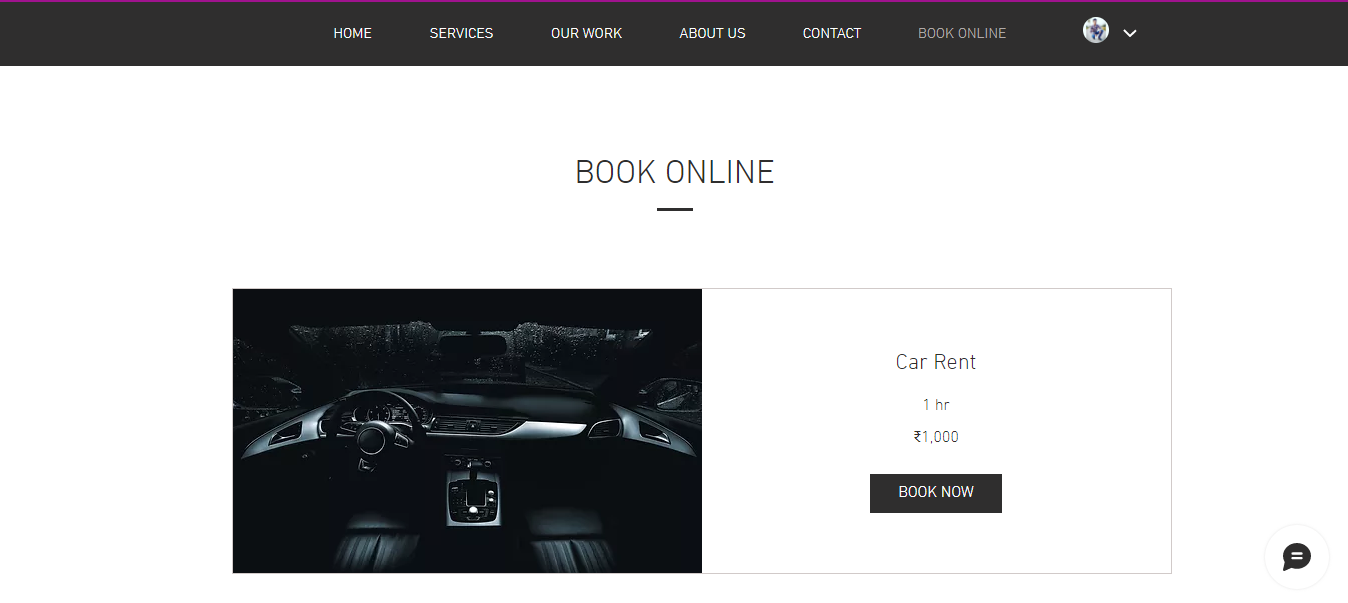 HOME SERVICES OUR WORK ABOUT US CONTACT BOOK ONLINE
BOOK ONLINE
Car Rent
1 hr
₹1,000
BOOK NOW